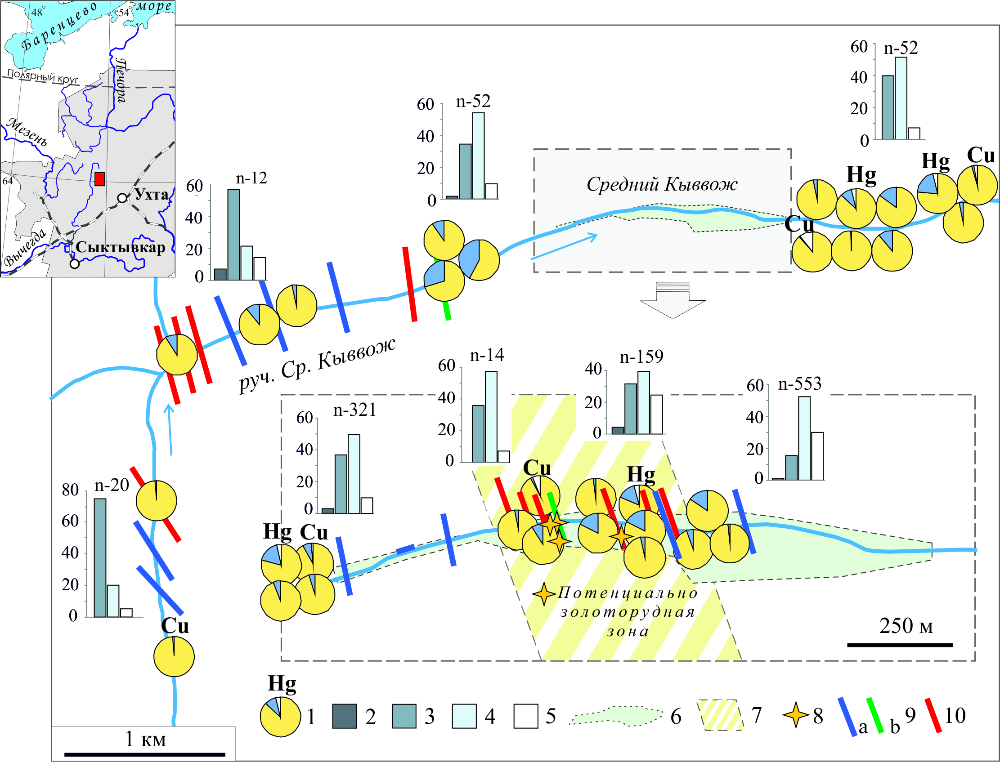 48°
54°
море
Баренцево
Печора
Полярный круг
Мезень
64°
Ухта
Вычегда
Сыктывкар
60
40
20
0
n-12
60
40
20
0
n-52
60
40
20
0
n-52
Средний Кыввож
Hg
Hg
Cu
Cu
руч. Ср. Кыввож
80
60
40
20
0
n-20
Cu
60
40
20
0
n-321
60
40
20
0
n-14
40
20
0
n-159
60
40
20
0
n-553
Cu
Hg
Hg
Cu
Потенциально
золоторудная
зона
250 м
Hg
1
2
3
4
5
6
7
8
a
b
9
10
1 км